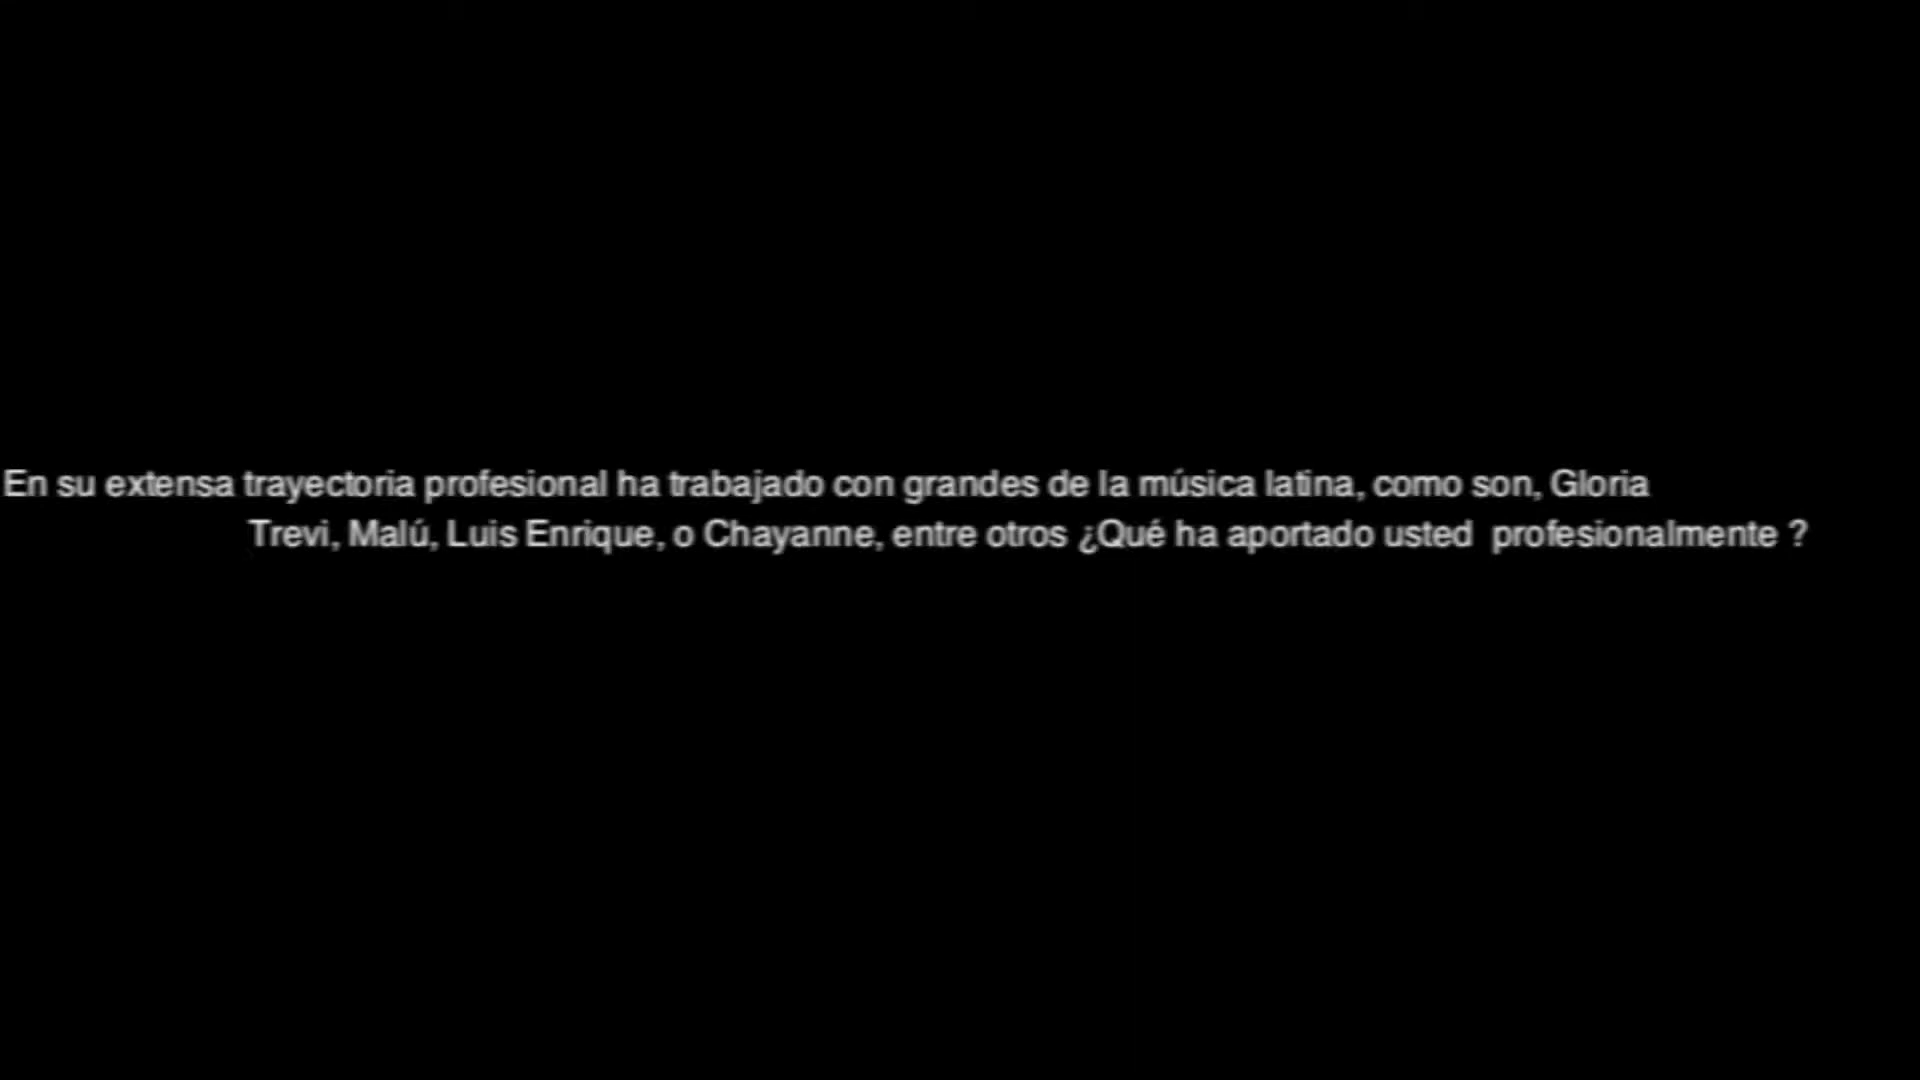 En su extensa trayectoria profesional ha trabajado con grandes de la música latina, como son, Gloria
Trevi, Malú, Luis Enrique, o Chayanne, entre otros ¿Qué ha aportado usted  profesionalmente ?